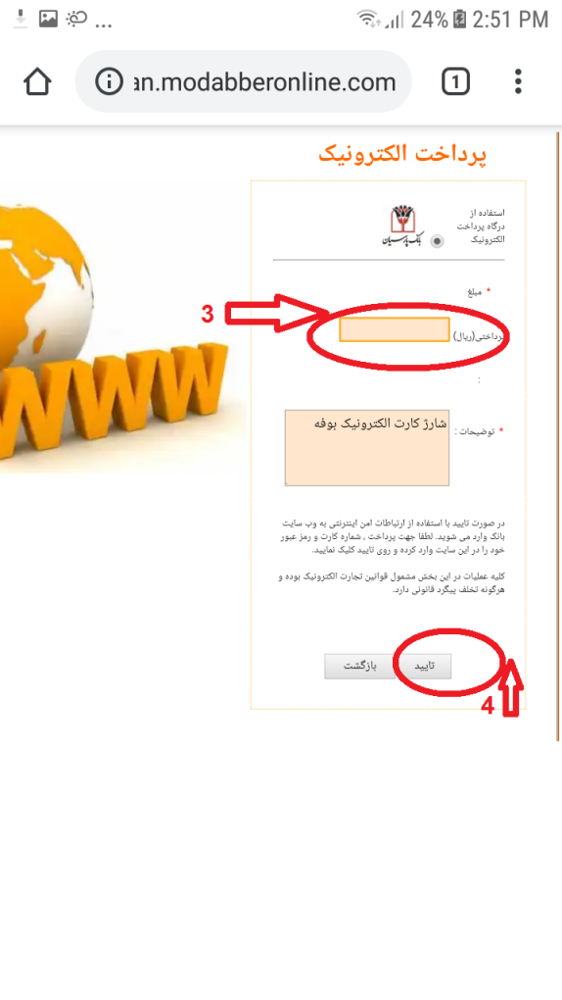 ... 24% 2:51 PM
an.modabberonline.com 1
پرداخت الکترونیک
استفاده از
درگاه پرداخت
الکترونیک
بانک پارسیان
* مبلغ
3
پرداختی(ریال)
:
شارژ کارت الکترونیک بوفه
* توضیحات :
در صورت تایید با استفاده از ارتباطات امن اینترنتی به وب سایت
بانک وارد می شوید. لطفا جهت پرداخت , شماره کارت و رمز عبور
خود را در این سایت وارد کرده و روی تایید کلیک نمایید.
کلیه عملیات در این بخش مشمول قوانین تجارت الکترونیک بوده و
هرگونه تخلف پیگرد قانونی دارد.
تایید
بازگشت
4
WWW